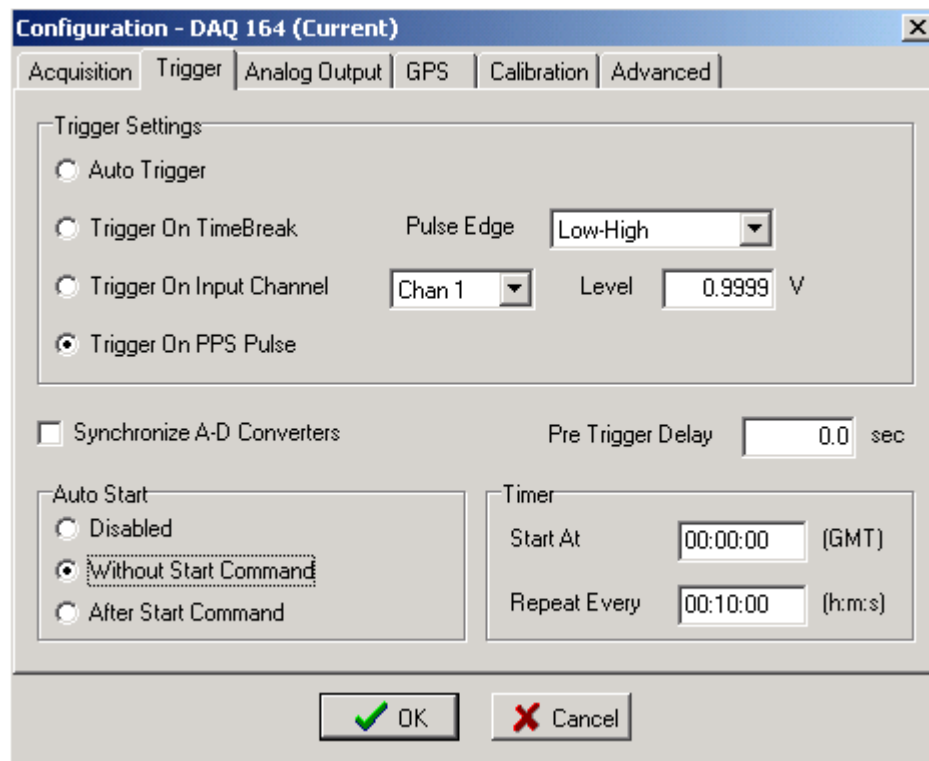 Configuration - DAQ 164 (Current)
Acquisition Trigger Analog Output GPS Calibration Advanced
Trigger Settings
Auto Trigger
Trigger On TimeBreak Pulse Edge Low-High
Trigger On Input Channel Chan 1 Level 0.9999 V
Trigger On PPS Pulse
Synchronize A-D Converters Pre Trigger Delay 0.0 sec
Auto Start
Disabled
Without Start Command
After Start Command
Timer
Start At 00:00:00 (GMT)
Repeat Every 00:10:00 (h:m:s)
OK Cancel